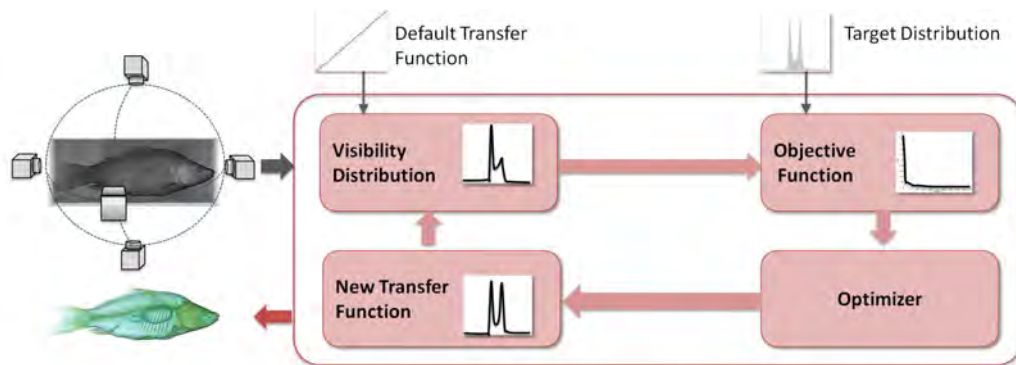 Default Transfer
Function
Target Distribution
Visibility
Distribution
Objective
Function
New Transfer
Function
Optimizer